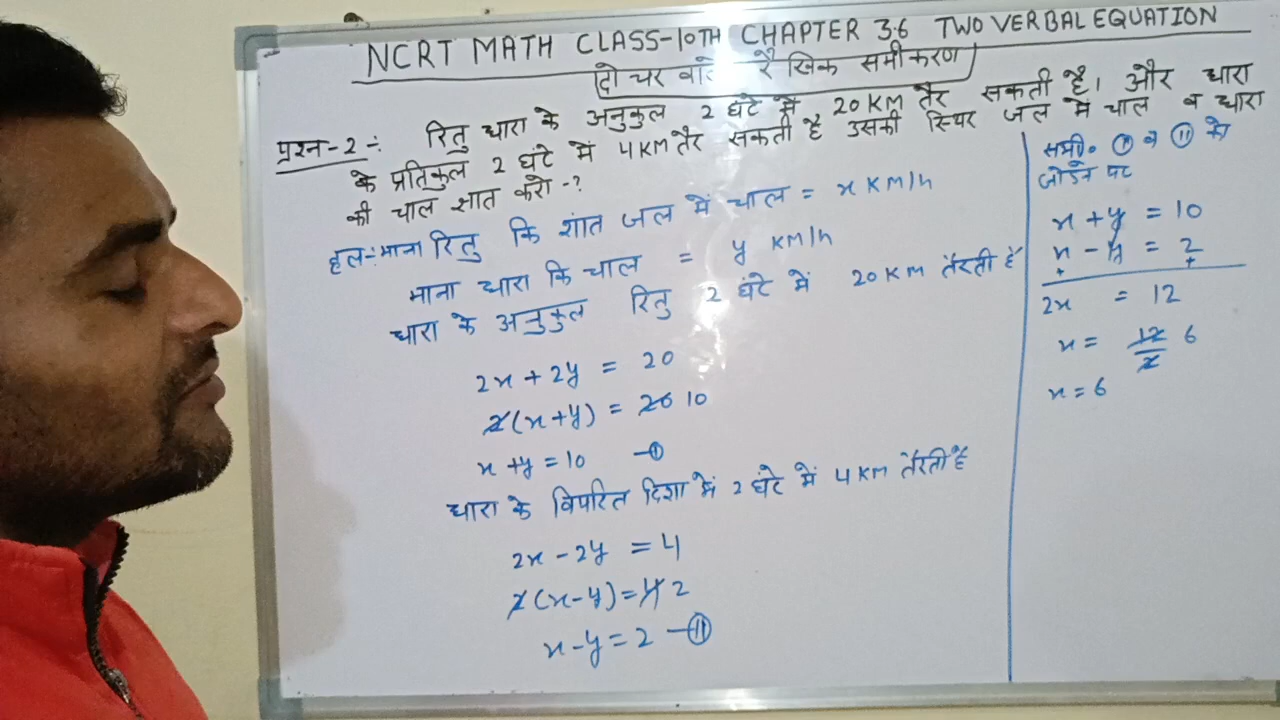 NCRT MATH CLASS-10TH CHAPTER 3.6 TWO VERBAL EQUATION
दो चर वाले रैखिक समीकरण
प्रश्न-2 -: रितु धारा के अनुकुल 2 घंटे में 20 KM तैर सकती है। और धारा
के प्रतिकुल 2 घंटे में 4 KM तैर सकती है उसकी स्थिर जल में चाल व धारा
की चाल ज्ञात करो -?
हल-: माना रितु कि शांत जल में चाल = x KM/h
माना धारा कि चाल = y KM/h
धारा के अनुकुल रितु 2 घंटे में 20 KM तैरती है
2x + 2y = 20
2(x+y) = 20 10
x+y = 10 —(I)
धारा के विपरित दिशा में 2 घंटे में 4 KM तैरती है
2x - 2y = 4
2(x-y) = 4 2
x-y = 2 —(II)
समी० (I) व (II) को
जोडने पर
x + y = 10
x - y = 2
+ +
2x = 12
x = 12/2 6
x = 6